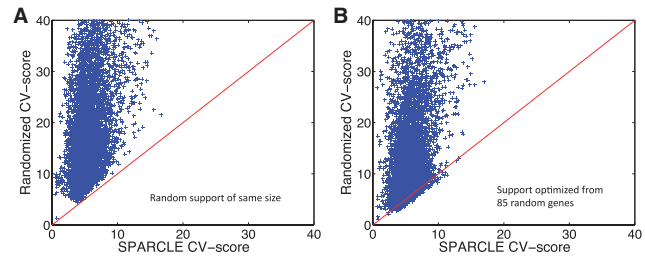 A
B
40
30
20
10
0
Randomized CV-score
Random support of same size
0
10
20
30
40
SPARCLE CV-score
40
30
20
10
0
Randomized CV-score
Support optimized from
85 random genes
0
10
20
30
40
SPARCLE CV-score